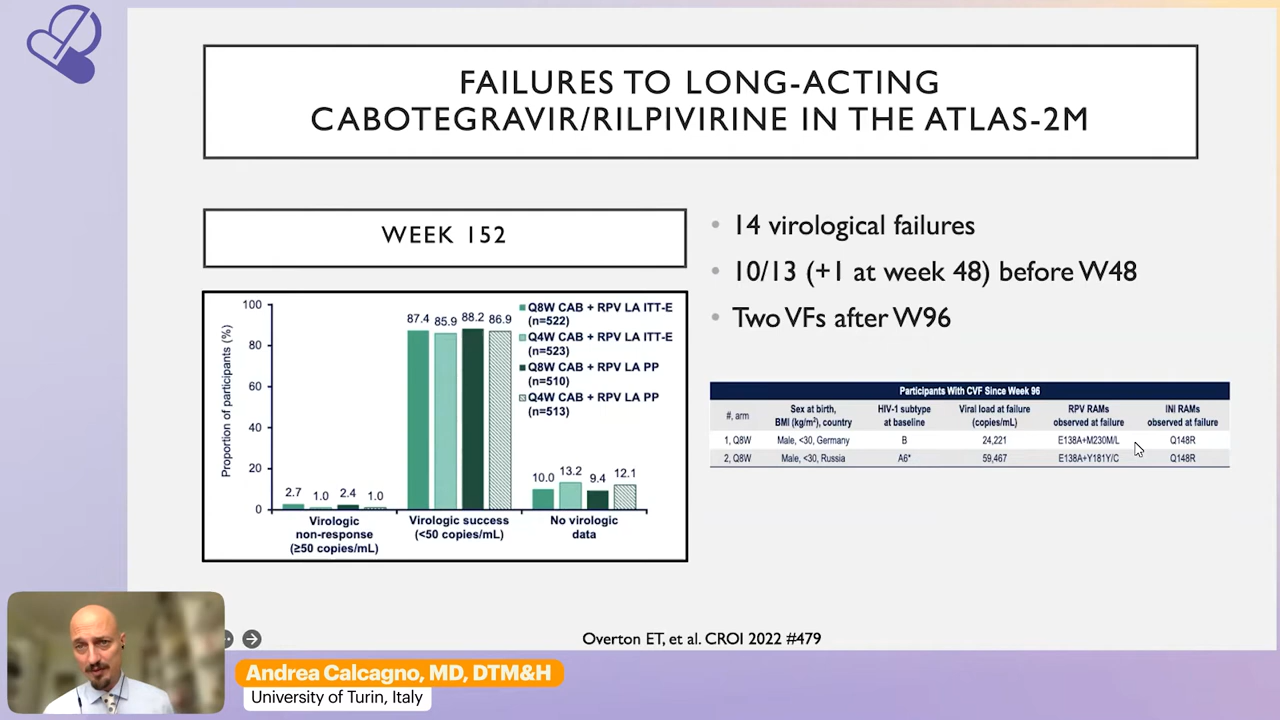 FAILURES TO LONG-ACTING
CABOTEGRAVIR/RILPIVIRINE IN THE ATLAS-2M
WEEK 152
• 14 virological failures
• 10/13 (+1 at week 48) before W48
• Two VFs after W96
Proportion of participants (%)
100
80
60
40
20
0
2.7 1.0 2.4 1.0
87.4 85.9 88.2 86.9
10.0 13.2 9.4 12.1
Virologic
non-response
(≥50 copies/mL)
Virologic success
(<50 copies/mL)
No virologic
data
Q8W CAB + RPV LA ITT-E
(n=522)
Q4W CAB + RPV LA ITT-E
(n=523)
Q8W CAB + RPV LA PP
(n=510)
Q4W CAB + RPV LA PP
(n=513)
Participants With CVF Since Week 96
#, arm
Sex at birth,
BMI (kg/m²), country
HIV-1 subtype
at baseline
Viral load at failure
(copies/mL)
RPV RAMs
observed at failure
INI RAMs
observed at failure
1, Q8W Male, <30, Germany B 24,221 E138A+M230M/L Q148R
2, Q8W Male, <30, Russia A6* 59,467 E138A+Y181Y/C Q148R
Overton ET, et al. CROI 2022 #479
Andrea Calcagno, MD, DTM&H
University of Turin, Italy